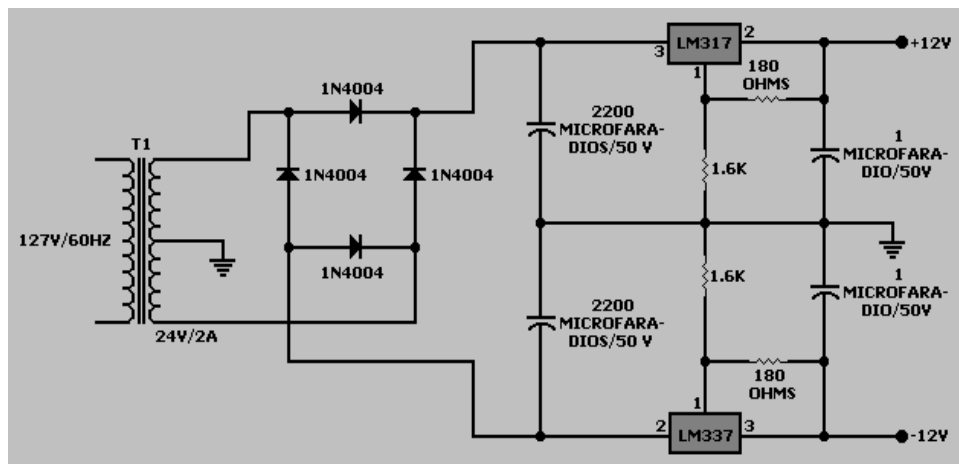 LM317
3
2
1
+12V
180
OHMS
1N4004
2200
MICROFARA-
DIOS/50 V
1
MICROFARA-
DIO/50V
T1
1N4004
1N4004
1.6K
127V/60HZ
1N4004
1.6K
1
MICROFARA-
DIO/50V
2200
MICROFARA-
DIOS/50 V
24V/2A
180
OHMS
1
2
LM337
3
-12V